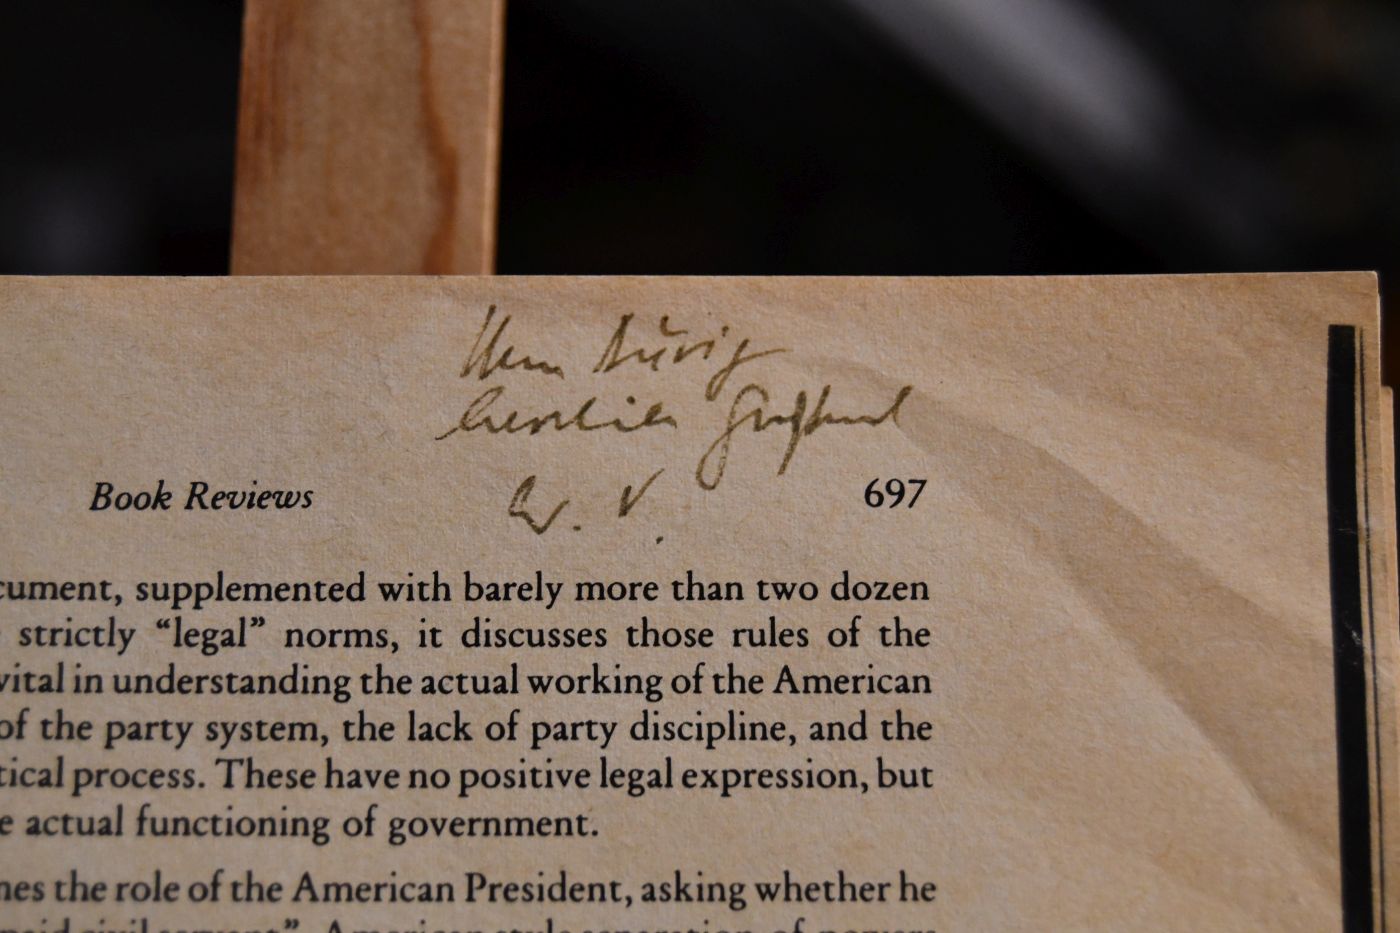 Herrn
Book Reviews 697
cument, supplemented with barely more than two dozen
strictly “legal” norms, it discusses those rules of the
vital in understanding the actual working of the American
of the party system, the lack of party discipline, and the
tical process. These have no positive legal expression, but
e actual functioning of government.
nes the role of the American President, asking whether he